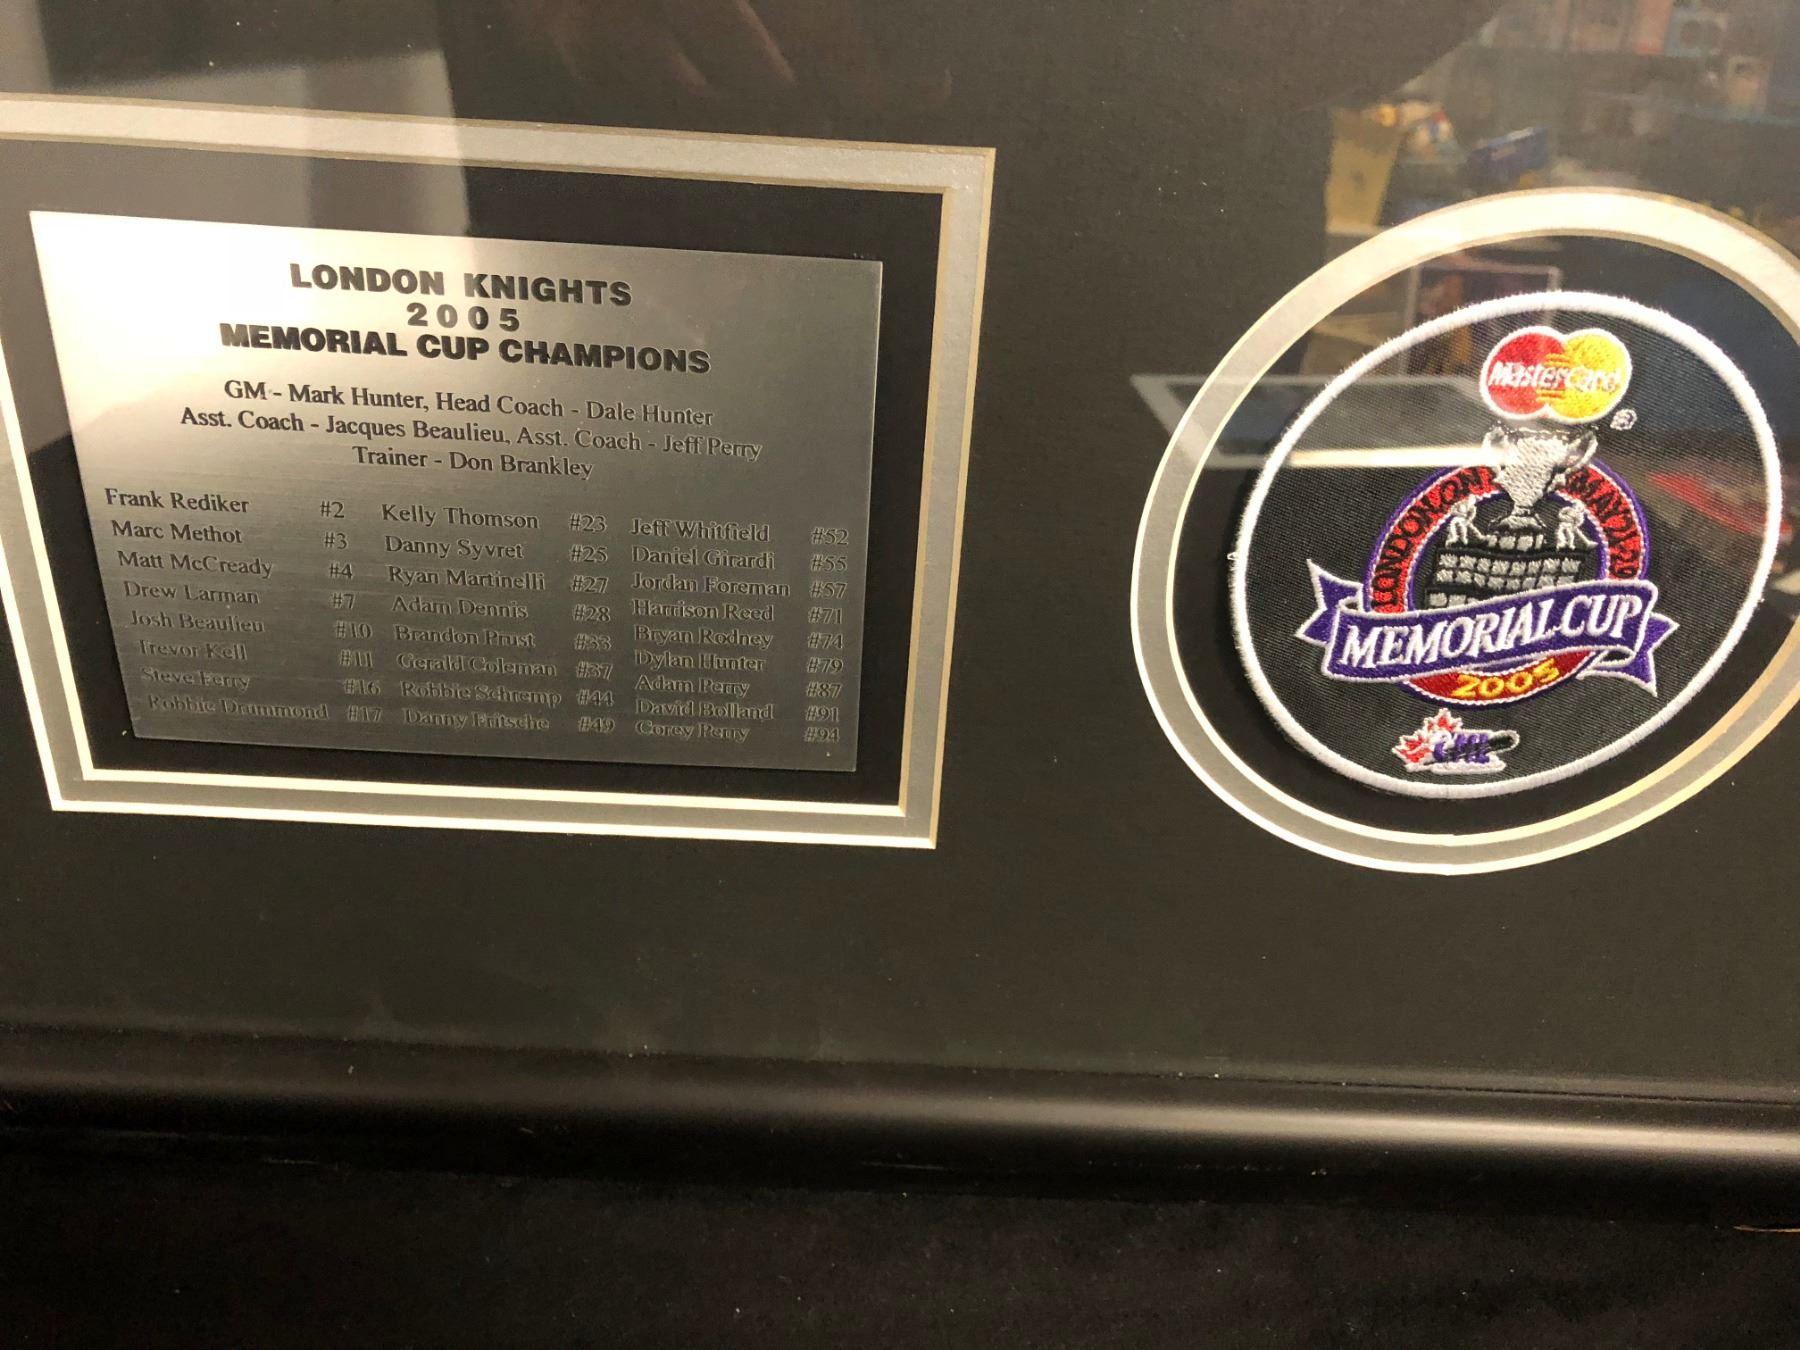 LONDON KNIGHTS
2005
MEMORIAL CUP CHAMPIONS
GM - Mark Hunter, Head Coach - Dale Hunter
Asst. Coach - Jacques Beaulieu, Asst. Coach - Jeff Perry
Trainer - Don Brankley
Frank Rediker #2 Kelly Thomson #23 Jeff Whitfield #52
Marc Methot #3 Danny Syvret #25 Daniel Girardi #55
Matt McCready #4 Ryan Martinelli #27 Jordan Foreman #57
Drew Larman #7 Adam Dennis #28 Harrison Reed #71
Josh Beaulieu #10 Brandon Prust #33 Bryan Rodney #74
Trevor Kell #11 Gerald Coleman #37 Dylan Hunter #79
Steve Ferry #16 Robbie Schremp #44 Adam Perry #87
Robbie Drummond #17 Danny Fritsche #49 David Bolland #91
Corey Perry #94
MasterCard
®
LONDON, ON MAY
MEMORIAL CUP
2005
CHL